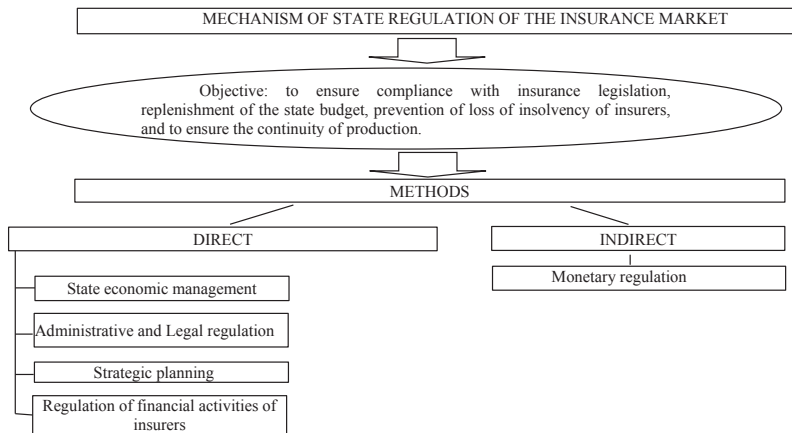 MECHANISM OF STATE REGULATION OF THE INSURANCE MARKET
Objective: to ensure compliance with insurance legislation,
replenishment of the state budget, prevention of loss of insolvency of insurers,
and to ensure the continuity of production.
METHODS
DIRECT
INDIRECT
State economic management
Monetary regulation
Administrative and Legal regulation
Strategic planning
Regulation of financial activities of
insurers